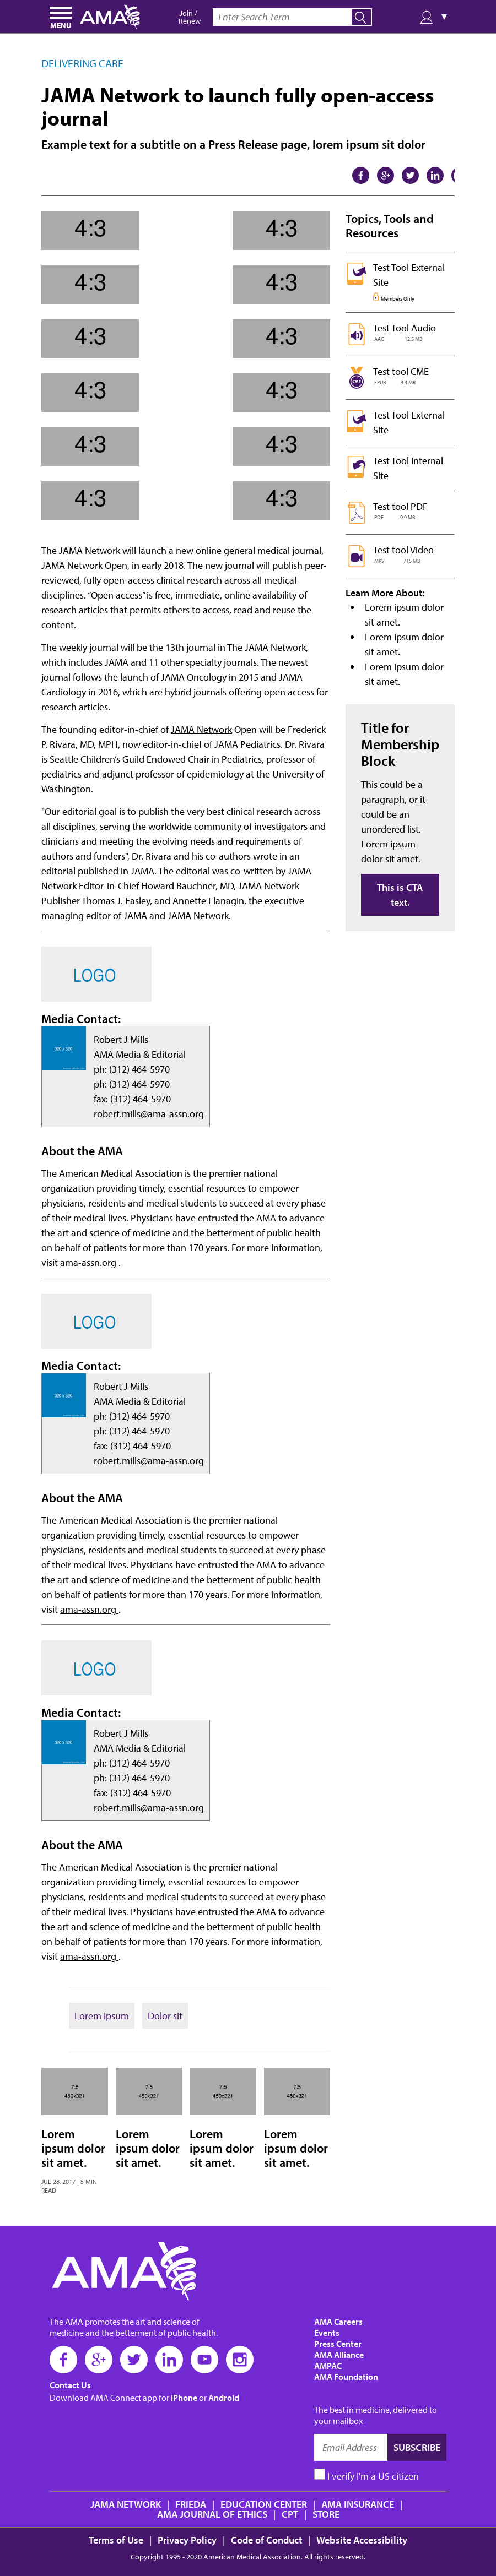 MENU
AMA
Join /
Renew
Enter Search Term
▼
DELIVERING CARE
JAMA Network to launch fully open-access
journal
Example text for a subtitle on a Press Release page, lorem ipsum sit dolor
4:3 4:3
4:3 4:3
4:3 4:3
4:3 4:3
4:3 4:3
4:3 4:3
The JAMA Network will launch a new online general medical journal,
JAMA Network Open, in early 2018. The new journal will publish peer-
reviewed, fully open-access clinical research across all medical
disciplines. “Open access” is free, immediate, online availability of
research articles that permits others to access, read and reuse the
content.
The weekly journal will be the 13th journal in The JAMA Network,
which includes JAMA and 11 other specialty journals. The newest
journal follows the launch of JAMA Oncology in 2015 and JAMA
Cardiology in 2016, which are hybrid journals offering open access for
research articles.
The founding editor-in-chief of JAMA Network Open will be Frederick
P. Rivara, MD, MPH, now editor-in-chief of JAMA Pediatrics. Dr. Rivara
is Seattle Children’s Guild Endowed Chair in Pediatrics, professor of
pediatrics and adjunct professor of epidemiology at the University of
Washington.
"Our editorial goal is to publish the very best clinical research across
all disciplines, serving the worldwide community of investigators and
clinicians and meeting the evolving needs and requirements of
authors and funders", Dr. Rivara and his co-authors wrote in an
editorial published in JAMA. The editorial was co-written by JAMA
Network Editor-in-Chief Howard Bauchner, MD, JAMA Network
Publisher Thomas J. Easley, and Annette Flanagin, the executive
managing editor of JAMA and JAMA Network.
LOGO
Media Contact:
320 x 320
Robert J Mills
AMA Media & Editorial
ph: (312) 464-5970
ph: (312) 464-5970
fax: (312) 464-5970
robert.mills@ama-assn.org
About the AMA
The American Medical Association is the premier national
organization providing timely, essential resources to empower
physicians, residents and medical students to succeed at every phase
of their medical lives. Physicians have entrusted the AMA to advance
the art and science of medicine and the betterment of public health
on behalf of patients for more than 170 years. For more information,
visit ama-assn.org .
LOGO
Media Contact:
320 x 320
Robert J Mills
AMA Media & Editorial
ph: (312) 464-5970
ph: (312) 464-5970
fax: (312) 464-5970
robert.mills@ama-assn.org
About the AMA
The American Medical Association is the premier national
organization providing timely, essential resources to empower
physicians, residents and medical students to succeed at every phase
of their medical lives. Physicians have entrusted the AMA to advance
the art and science of medicine and the betterment of public health
on behalf of patients for more than 170 years. For more information,
visit ama-assn.org .
LOGO
Media Contact:
320 x 320
Robert J Mills
AMA Media & Editorial
ph: (312) 464-5970
ph: (312) 464-5970
fax: (312) 464-5970
robert.mills@ama-assn.org
About the AMA
The American Medical Association is the premier national
organization providing timely, essential resources to empower
physicians, residents and medical students to succeed at every phase
of their medical lives. Physicians have entrusted the AMA to advance
the art and science of medicine and the betterment of public health
on behalf of patients for more than 170 years. For more information,
visit ama-assn.org .
Lorem ipsum Dolor sit
7:5 7:5 7:5 7:5
450x321 450x321 450x321 450x321
Lorem Lorem Lorem Lorem
ipsum dolor ipsum dolor ipsum dolor ipsum dolor
sit amet. sit amet. sit amet. sit amet.
JUL 28, 2017 | 5 MIN
READ
Topics, Tools and
Resources
Test Tool External
Site
Members Only
Test Tool Audio
.AAC 12.5 MB
Test tool CME
CME
.EPUB 3.4 MB
Test Tool External
Site
Test Tool Internal
Site
Test tool PDF
.PDF 9.9 MB
Test tool Video
.MKV 715 MB
Learn More About:
• Lorem ipsum dolor
sit amet.
• Lorem ipsum dolor
sit amet.
• Lorem ipsum dolor
sit amet.
Title for
Membership
Block
This could be a
paragraph, or it
could be an
unordered list.
Lorem ipsum
dolor sit amet.
This is CTA
text.
AMA
The AMA promotes the art and science of
medicine and the betterment of public health.
Contact Us
Download AMA Connect app for iPhone or Android
AMA Careers
Events
Press Center
AMA Alliance
AMPAC
AMA Foundation
The best in medicine, delivered to
your mailbox
Email Address SUBSCRIBE
I verify I'm a US citizen
JAMA NETWORK | FRIEDA | EDUCATION CENTER | AMA INSURANCE |
AMA JOURNAL OF ETHICS | CPT | STORE
Terms of Use | Privacy Policy | Code of Conduct | Website Accessibility
Copyright 1995 - 2020 American Medical Association. All rights reserved.